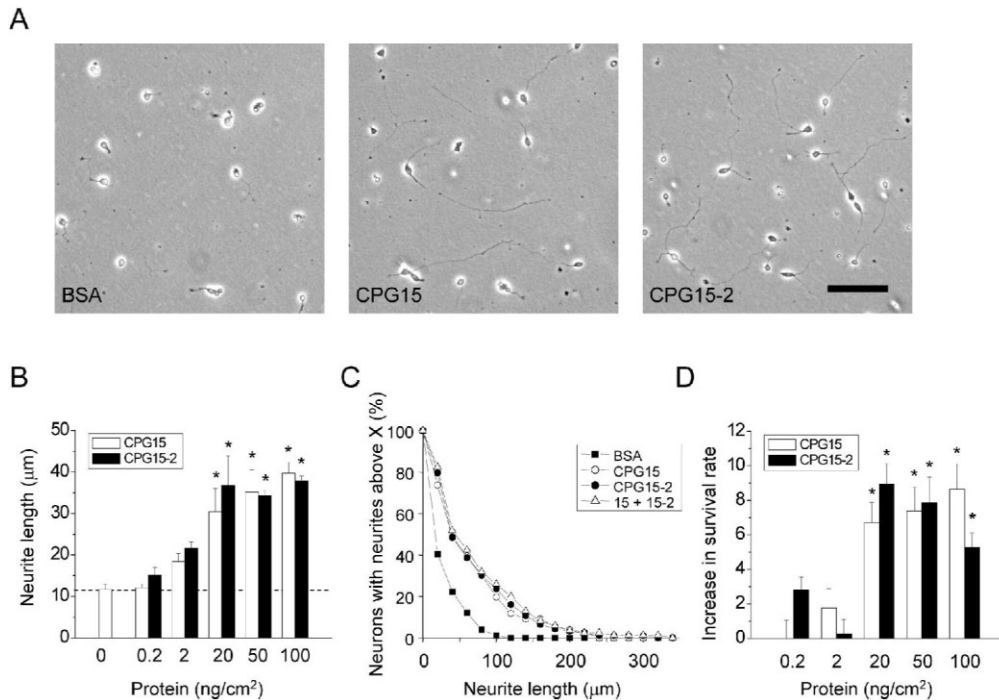 A
BSA
CPG15
CPG15-2
B
Neurite length (μm)
50
40
30
20
10
0
CPG15
CPG15-2
* * * * * *
0 0.2 2 20 50 100
Protein (ng/cm²)
C
Neurons with neurites above X (%)
100
80
60
40
20
0
BSA
CPG15
CPG15-2
15 + 15-2
0 100 200 300
Neurite length (μm)
D
Increase in survival rate
12
10
8
6
4
2
0
CPG15
CPG15-2
* * * * * *
0.2 2 20 50 100
Protein (ng/cm²)